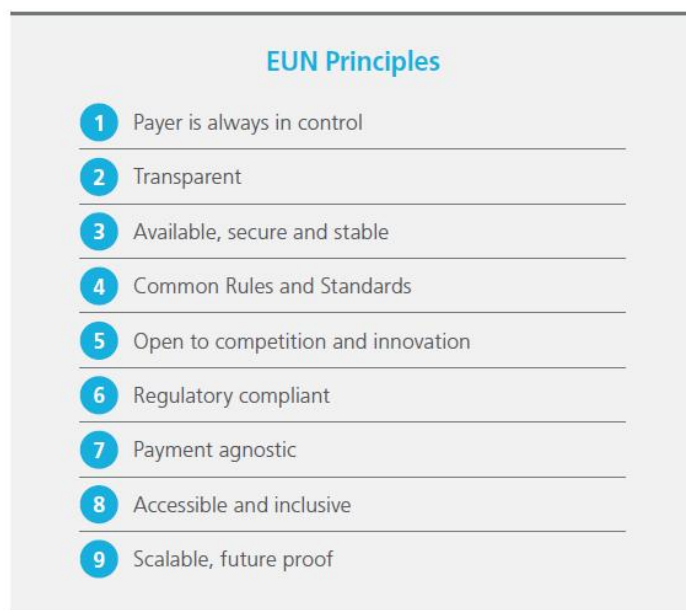 EUN Principles
1 Payer is always in control
2 Transparent
3 Available, secure and stable
4 Common Rules and Standards
5 Open to competition and innovation
6 Regulatory compliant
7 Payment agnostic
8 Accessible and inclusive
9 Scalable, future proof